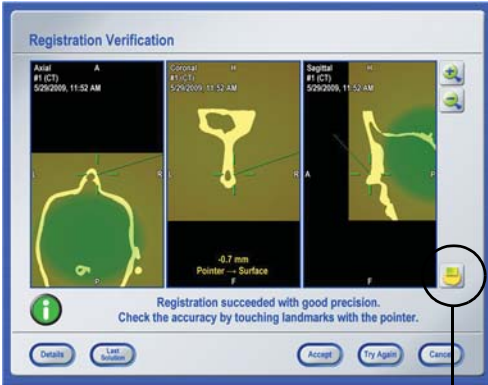 Registration Verification
Axial A
#1 (CT)
5/29/2009, 11:52 AM
L R
P
Coronal H
#1 (CT)
5/29/2009, 11:52 AM
L R
-0.7 mm
Pointer → Surface
F
Sagittal H
#1 (CT)
5/29/2009, 11:52 AM
A P
F
Registration succeeded with good precision.
Check the accuracy by touching landmarks with the pointer.
Details
Last
Solution
Accept
Try Again
Cancel